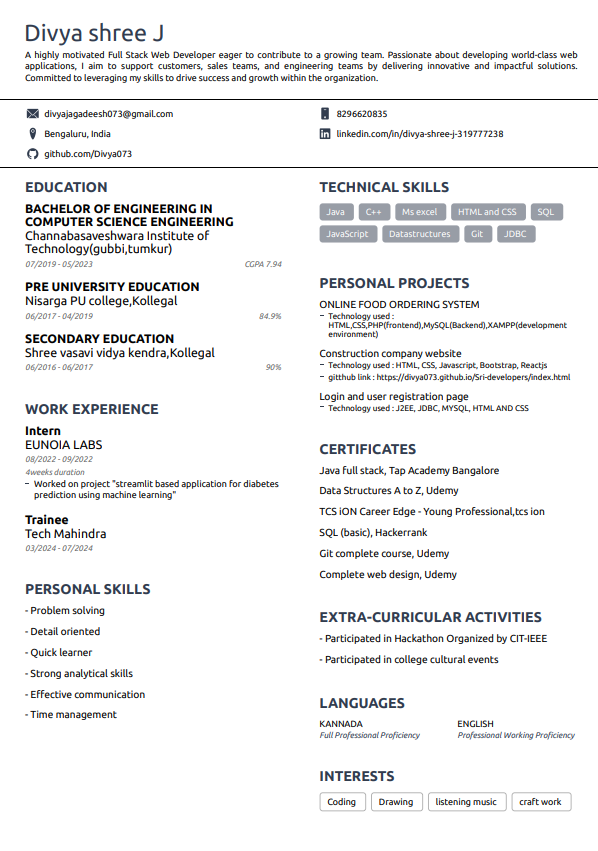 Divya shree J
A highly motivated Full Stack Web Developer eager to contribute to a growing team. Passionate about developing world-class web
applications, I aim to support customers, sales teams, and engineering teams by delivering innovative and impactful solutions.
Committed to leveraging my skills to drive success and growth within the organization.
divyajagadeesh073@gmail.com
8296620835
Bengaluru, India
linkedin.com/in/divya-shree-j-319777238
github.com/Divya073
EDUCATION
BACHELOR OF ENGINEERING IN
COMPUTER SCIENCE ENGINEERING
Channabasaveshwara Institute of
Technology(gubbi,tumkur)
07/2019 - 05/2023 CGPA 7.94
PRE UNIVERSITY EDUCATION
Nisarga PU college,Kollegal
06/2017 - 04/2019 84.9%
SECONDARY EDUCATION
Shree vasavi vidya kendra,Kollegal
06/2016 - 06/2017 90%
WORK EXPERIENCE
Intern
EUNOIA LABS
08/2022 - 09/2022
4weeks duration
– Worked on project "streamlit based application for diabetes
prediction using machine learning"
Trainee
Tech Mahindra
03/2024 - 07/2024
PERSONAL SKILLS
- Problem solving
- Detail oriented
- Quick learner
- Strong analytical skills
- Effective communication
- Time management
TECHNICAL SKILLS
Java C++ Ms excel HTML and CSS SQL
JavaScript Datastructures Git JDBC
PERSONAL PROJECTS
ONLINE FOOD ORDERING SYSTEM
– Technology used :
HTML,CSS,PHP(frontend),MySQL(Backend),XAMPP(development
environment)
Construction company website
– Technology used : HTML, CSS, Javascript, Bootstrap, Reactjs
– gitthub link : https://divya073.github.io/Sri-developers/index.html
Login and user registration page
– Technology used : J2EE, JDBC, MYSQL, HTML AND CSS
CERTIFICATES
Java full stack, Tap Academy Bangalore
Data Structures A to Z, Udemy
TCS iON Career Edge - Young Professional,tcs ion
SQL (basic), Hackerrank
Git complete course, Udemy
Complete web design, Udemy
EXTRA-CURRICULAR ACTIVITIES
- Participated in Hackathon Organized by CIT-IEEE
- Participated in college cultural events
LANGUAGES
KANNADA ENGLISH
Full Professional Proficiency Professional Working Proficiency
INTERESTS
Coding Drawing listening music craft work